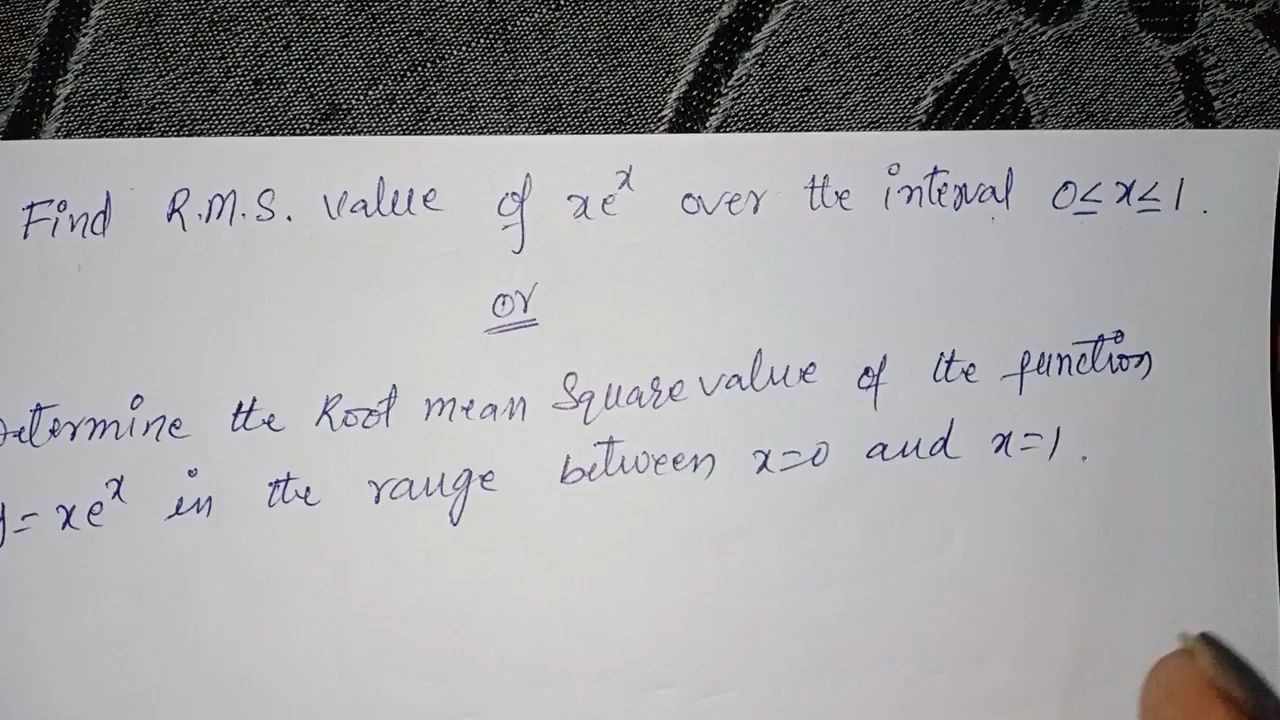 Find R.M.S. value of xe^x over the interval 0≤x≤1.
or
Determine the Root mean Square value of the function
y=xe^x in the range between x=0 and x=1.